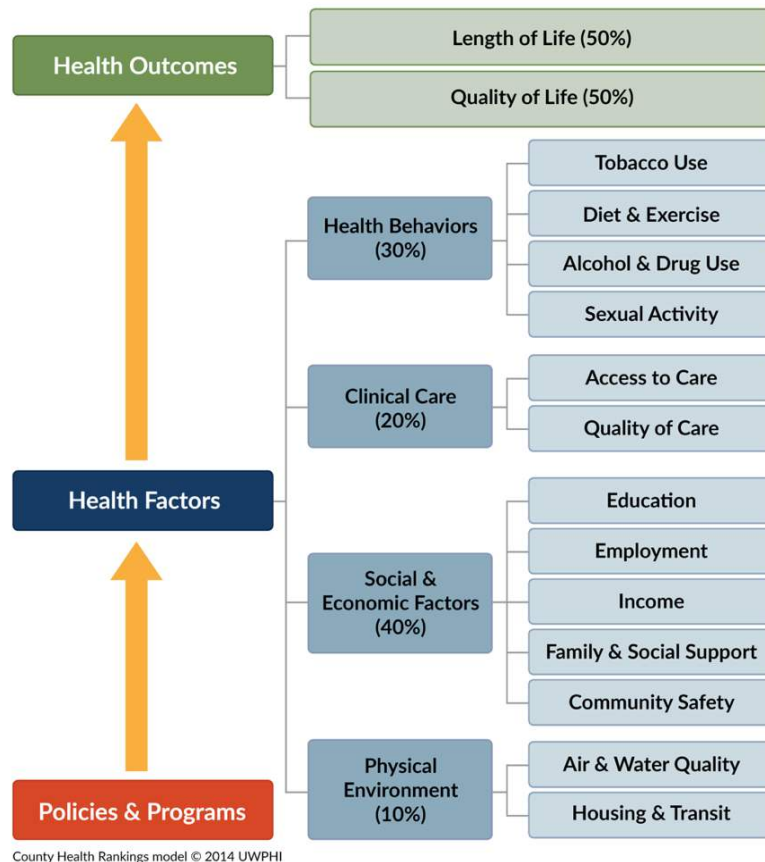 Health Outcomes
Length of Life (50%)
Quality of Life (50%)
Health Factors
Health Behaviors
(30%)
Tobacco Use
Diet & Exercise
Alcohol & Drug Use
Sexual Activity
Clinical Care
(20%)
Access to Care
Quality of Care
Social &
Economic Factors
(40%)
Education
Employment
Income
Family & Social Support
Community Safety
Physical
Environment
(10%)
Air & Water Quality
Housing & Transit
Policies & Programs
County Health Rankings model © 2014 UWPHI